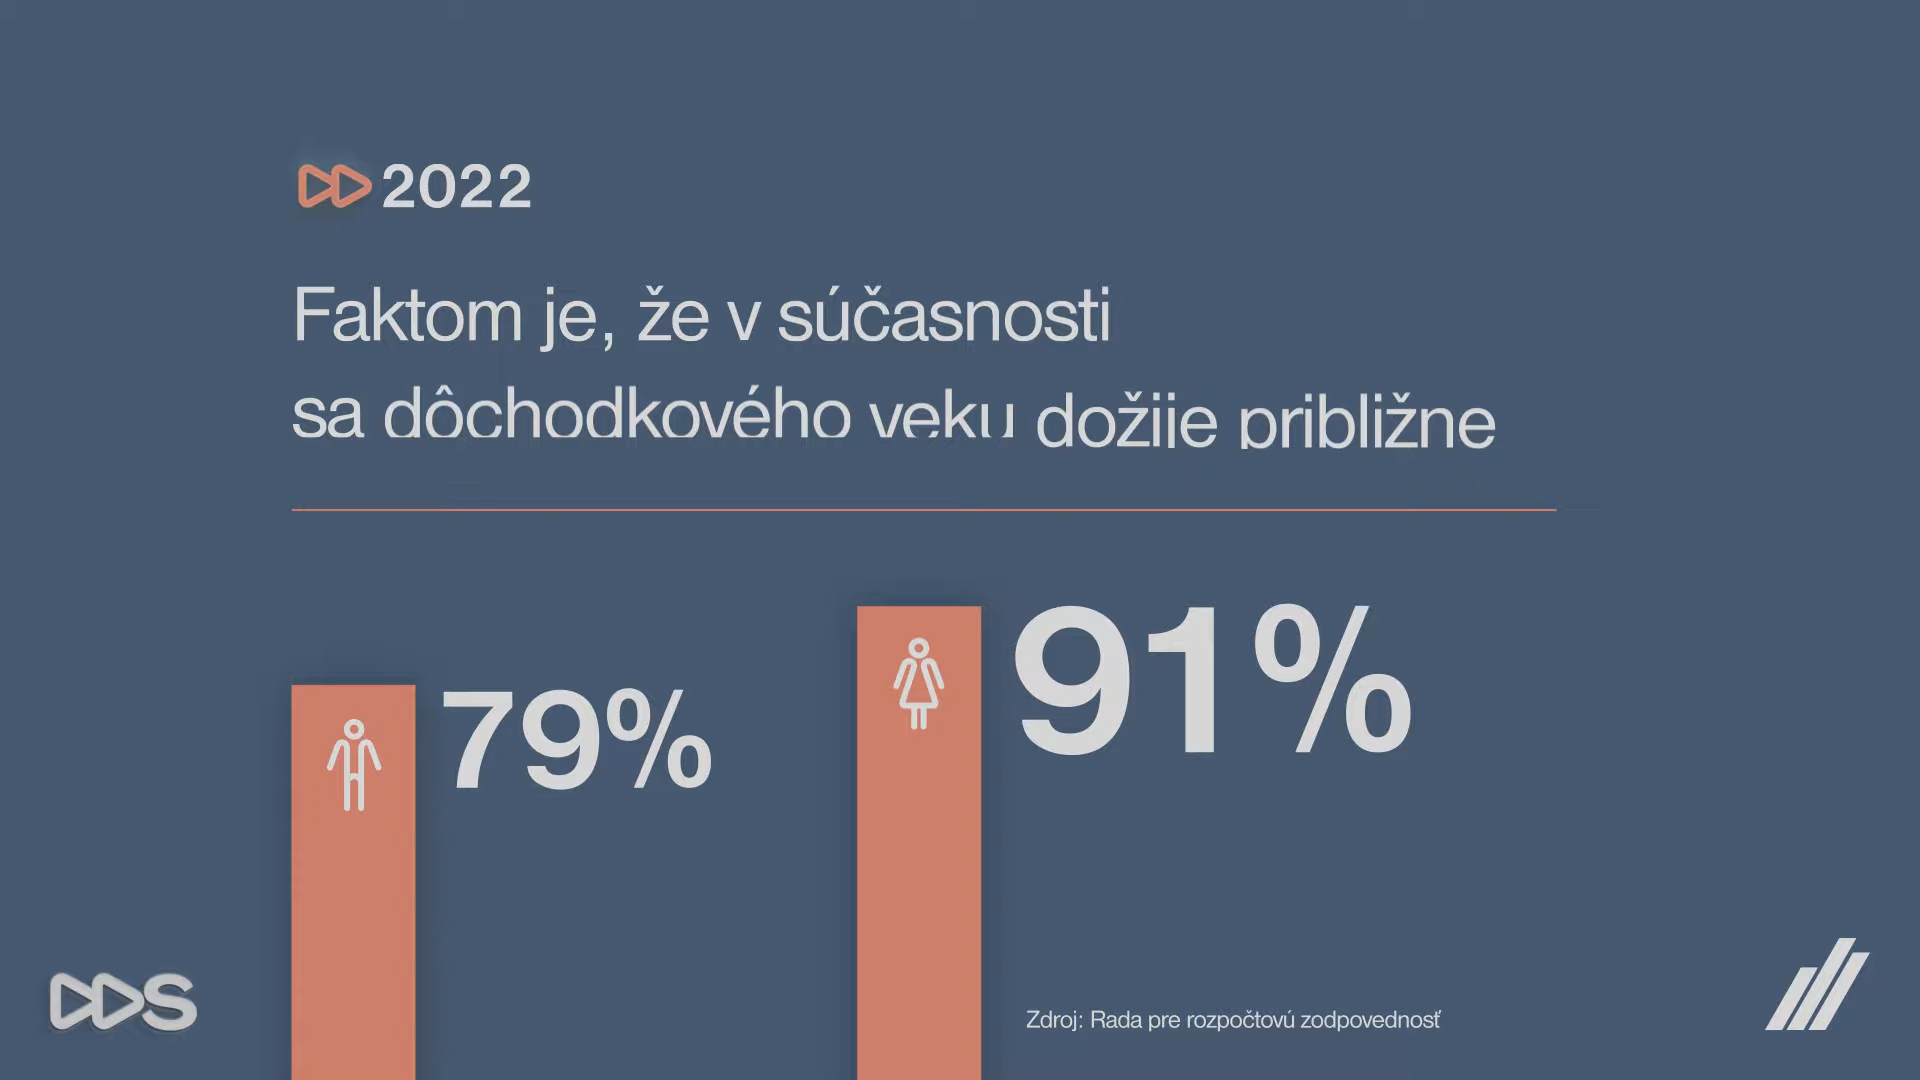 2022
Faktom je, že v súčasnosti
sa dôchodkového veku dožije približne
79%
91%
Zdroj: Rada pre rozpočtovú zodpovednosť
DDS